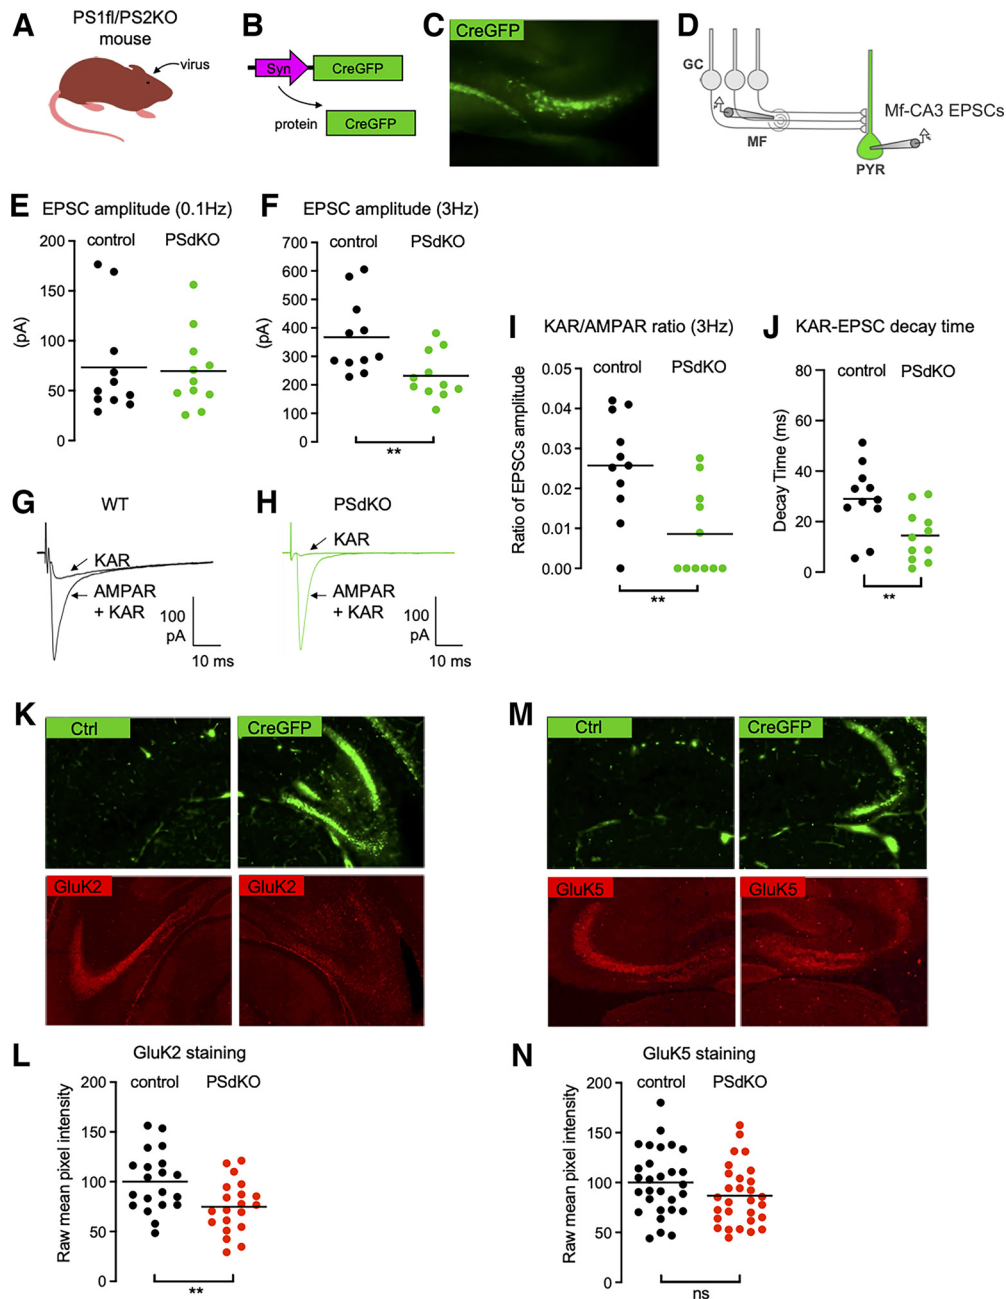 A
PS1fl/PS2KO
mouse
virus
B
Syn
CreGFP
protein
CreGFP
C
CreGFP
D
GC
MF
Mf-CA3 EPSCs
PYR
E
EPSC amplitude (0.1Hz)
control
PSdKO
(pA)
200
150
100
50
0
F
EPSC amplitude (3Hz)
control
PSdKO
(pA)
700
600
500
400
300
200
100
0
**
G
WT
KAR
AMPAR
+ KAR
100
pA
10 ms
H
PSdKO
KAR
AMPAR
+ KAR
100
pA
10 ms
I
KAR/AMPAR ratio (3Hz)
control
PSdKO
Ratio of EPSCs amplitude
0.05
0.04
0.03
0.02
0.01
0.00
**
J
KAR-EPSC decay time
control
PSdKO
Decay Time (ms)
80
60
40
20
0
**
K
Ctrl
CreGFP
GluK2
GluK2
M
Ctrl
CreGFP
GluK5
GluK5
L
GluK2 staining
control
PSdKO
Raw mean pixel intensity
200
150
100
50
0
**
N
GluK5 staining
control
PSdKO
Raw mean pixel intensity
200
150
100
50
0
ns